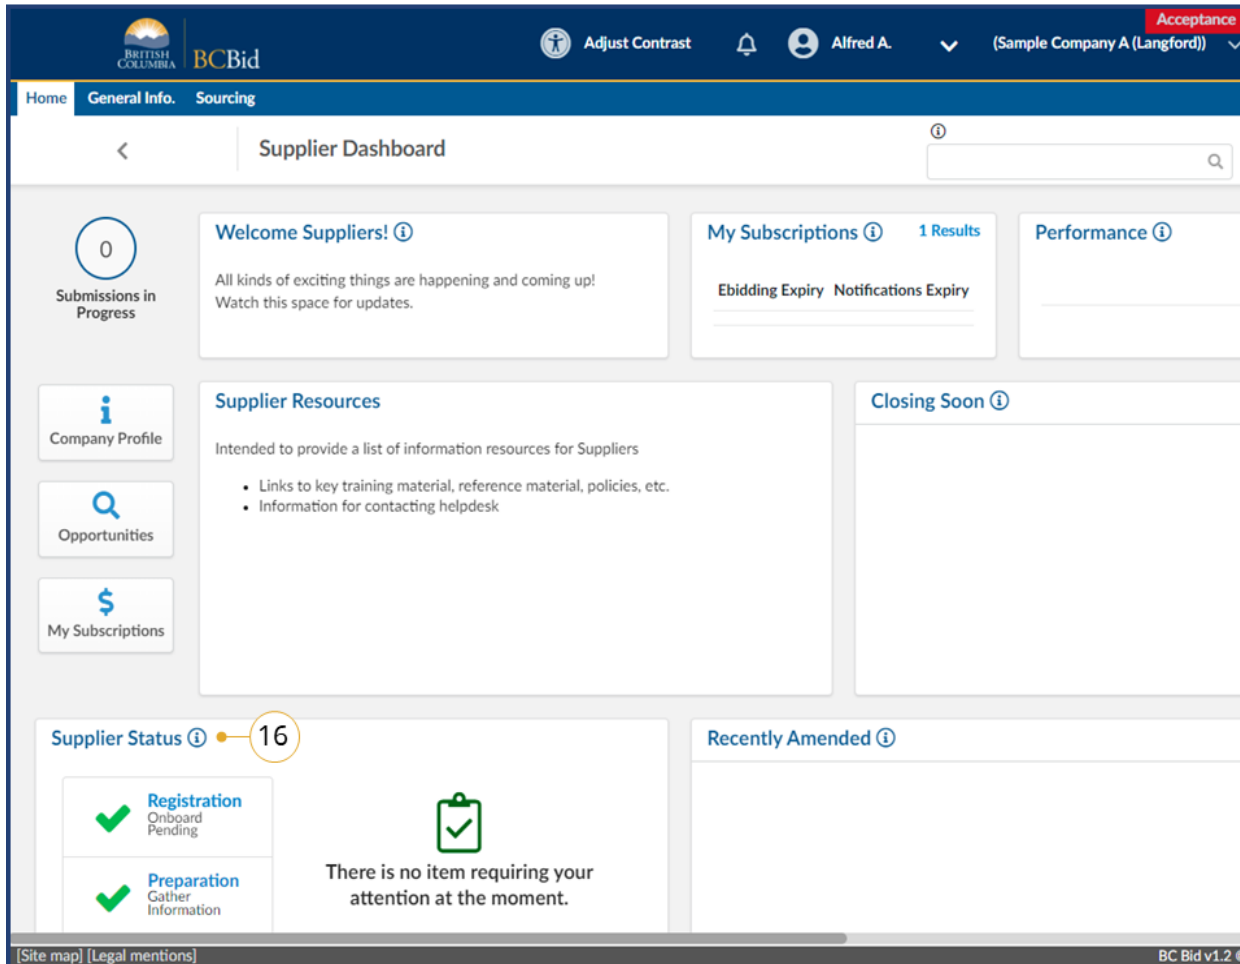 Acceptance
BRITISH COLUMBIA
BCBid
Adjust Contrast
Alfred A.
(Sample Company A (Langford))
Home
General Info.
Sourcing
Supplier Dashboard
0
Submissions in
Progress
Welcome Suppliers!
All kinds of exciting things are happening and coming up!
Watch this space for updates.
My Subscriptions
1 Results
Ebidding Expiry Notifications Expiry
Performance
Company Profile
Opportunities
My Subscriptions
Supplier Resources
Intended to provide a list of information resources for Suppliers
• Links to key training material, reference material, policies, etc.
• Information for contacting helpdesk
Closing Soon
Supplier Status
16
Registration
Onboard
Pending
Preparation
Gather
Information
There is no item requiring your
attention at the moment.
Recently Amended
[Site map] [Legal mentions]
BC Bid v1.2